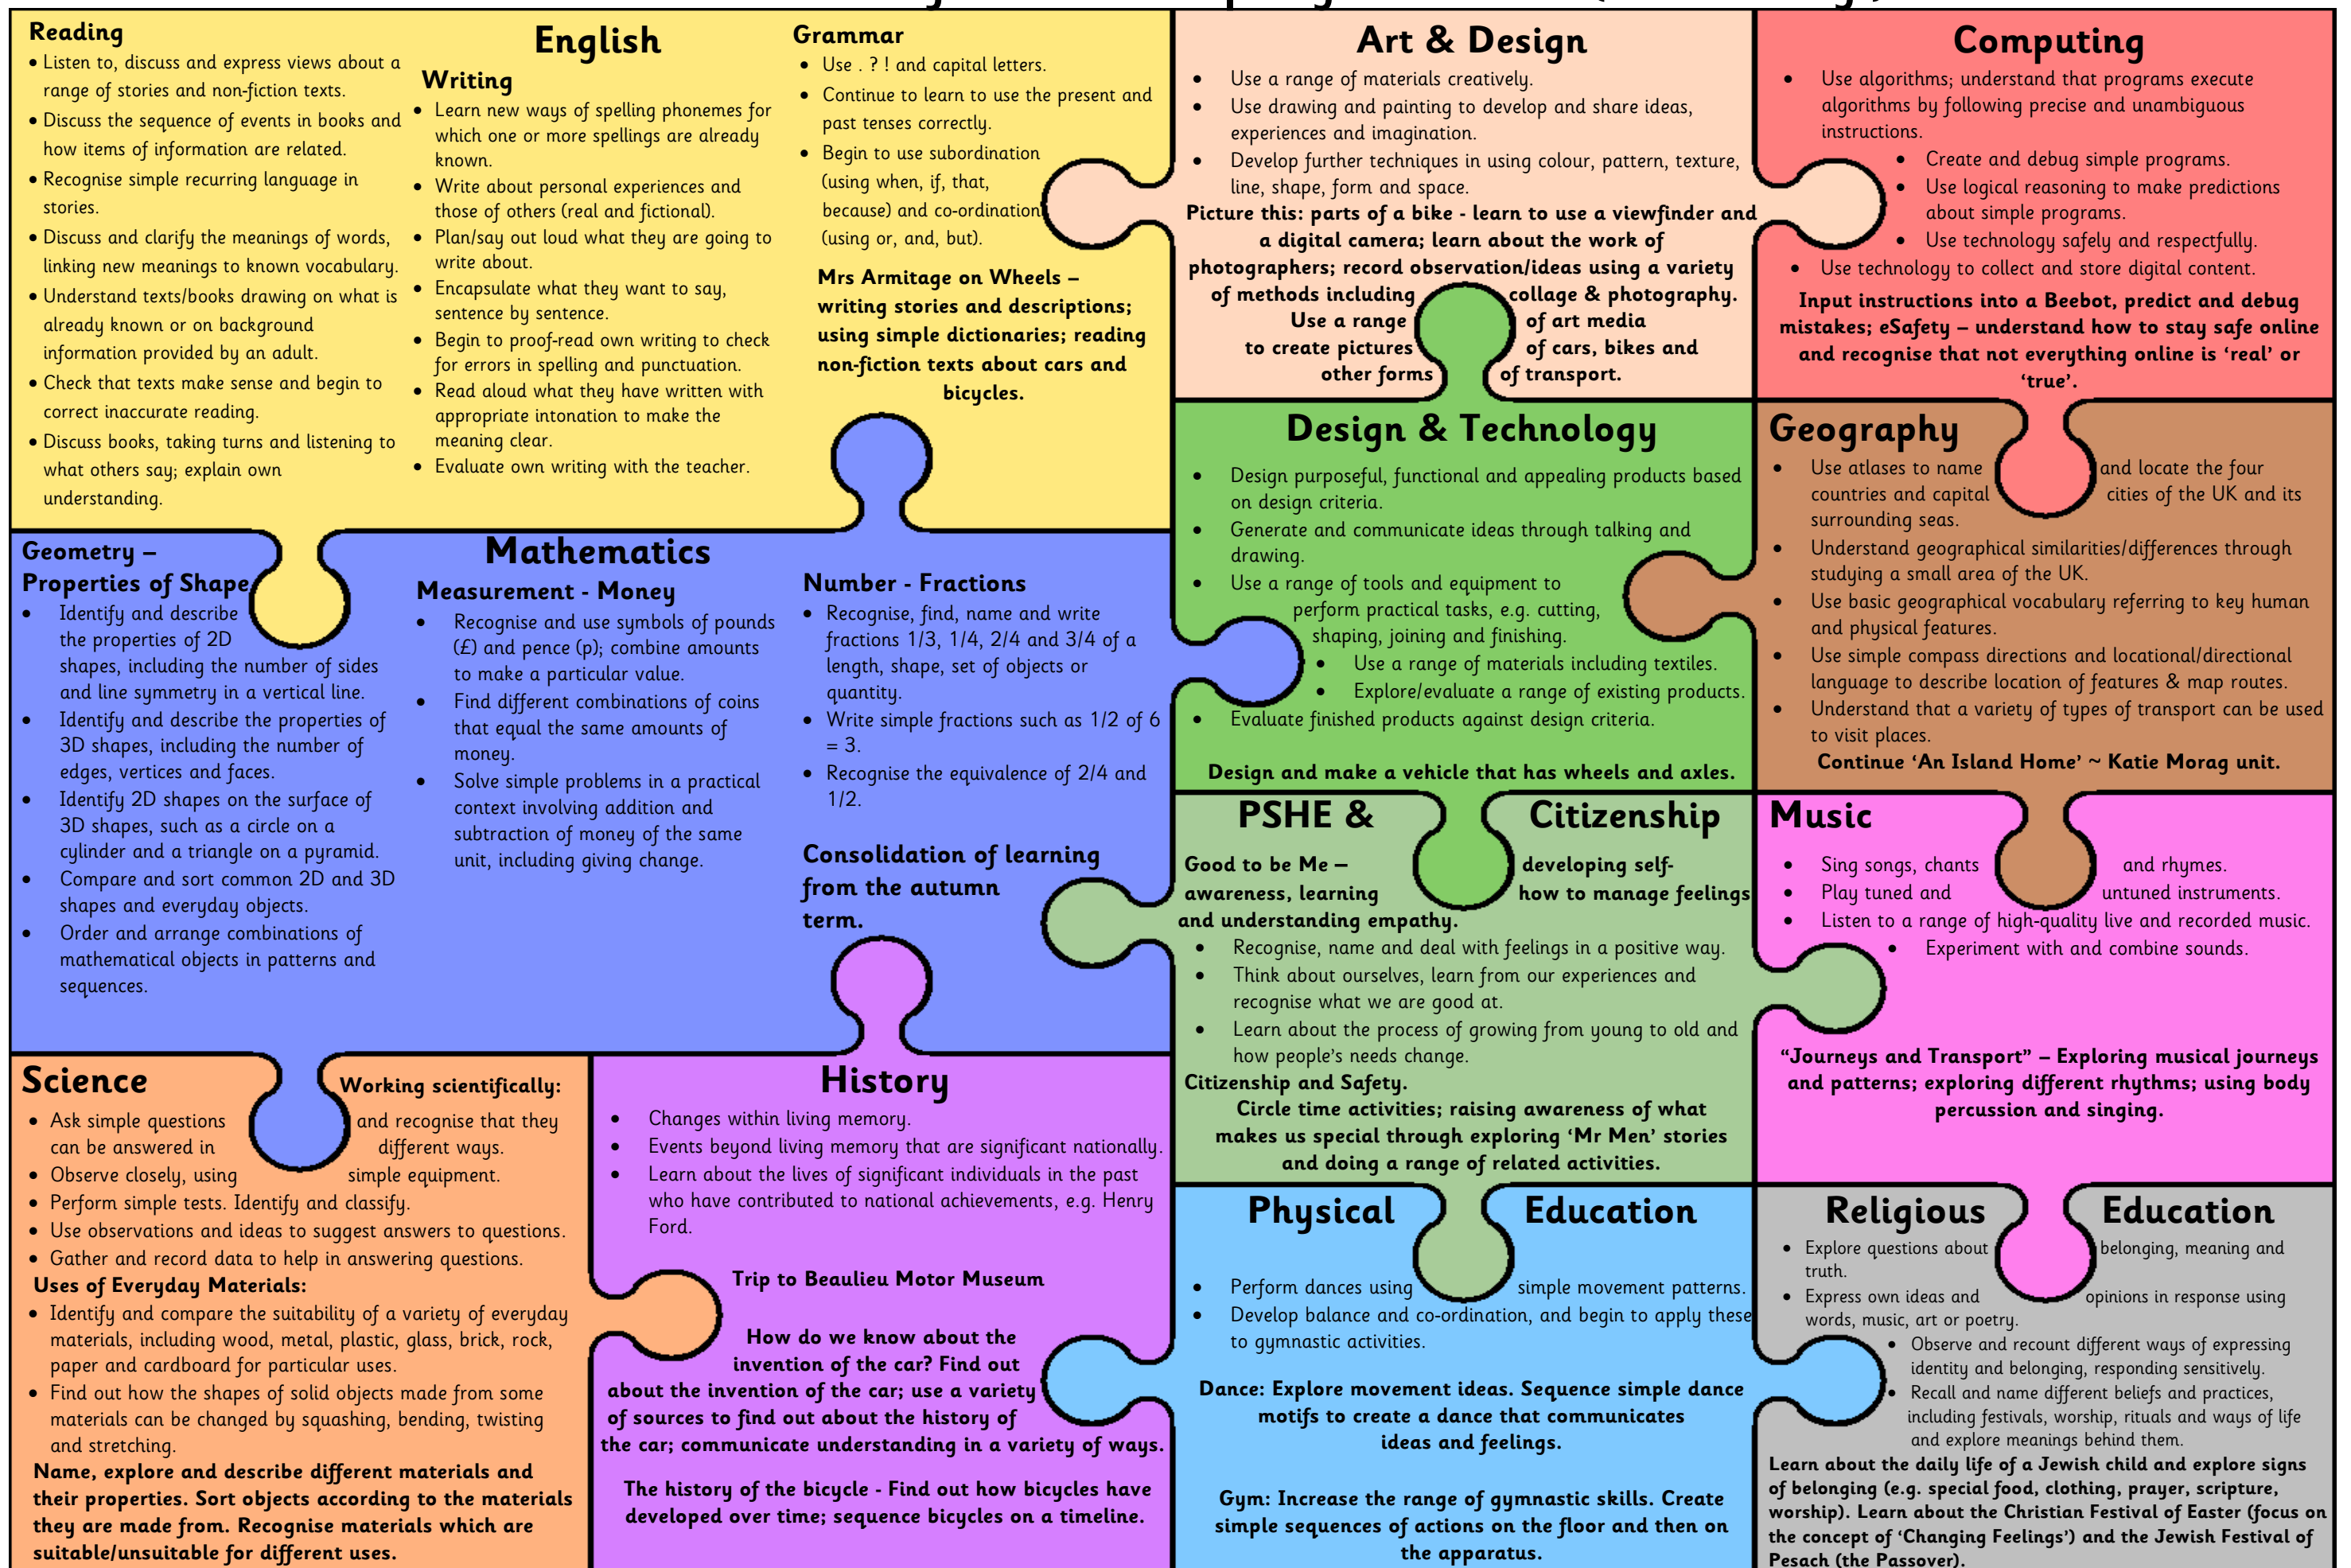 English
Reading
• Listen to, discuss and express views about a
range of stories and non-fiction texts.
• Discuss the sequence of events in books and
how items of information are related.
• Recognise simple recurring language in
stories.
• Discuss and clarify the meanings of words,
linking new meanings to known vocabulary.
• Understand texts/books drawing on what is
already known or on background
information provided by an adult.
• Check that texts make sense and begin to
correct inaccurate reading.
• Discuss books, taking turns and listening to
what others say; explain own
understanding.
Writing
• Learn new ways of spelling phonemes for
which one or more spellings are already
known.
• Write about personal experiences and
those of others (real and fictional).
• Plan/say out loud what they are going to
write about.
• Encapsulate what they want to say,
sentence by sentence.
• Begin to proof-read own writing to check
for errors in spelling and punctuation.
• Read aloud what they have written with
appropriate intonation to make the
meaning clear.
• Evaluate own writing with the teacher.
Grammar
• Use . ? ! and capital letters.
• Continue to learn to use the present and
past tenses correctly.
• Begin to use subordination
(using when, if, that,
because) and co-ordination
(using or, and, but).
Mrs Armitage on Wheels –
writing stories and descriptions;
using simple dictionaries; reading
non-fiction texts about cars and
bicycles.
Art & Design
• Use a range of materials creatively.
• Use drawing and painting to develop and share ideas,
experiences and imagination.
• Develop further techniques in using colour, pattern, texture,
line, shape, form and space.
Picture this: parts of a bike - learn to use a viewfinder and
a digital camera; learn about the work of
photographers; record observation/ideas using a variety
of methods including collage & photography.
Use a range of art media
to create pictures of cars, bikes and
other forms of transport.
Computing
• Use algorithms; understand that programs execute
algorithms by following precise and unambiguous
instructions.
• Create and debug simple programs.
• Use logical reasoning to make predictions
about simple programs.
• Use technology safely and respectfully.
• Use technology to collect and store digital content.
Input instructions into a Beebot, predict and debug
mistakes; eSafety – understand how to stay safe online
and recognise that not everything online is ‘real’ or
‘true’.
Mathematics
Geometry –
Properties of Shape
• Identify and describe
the properties of 2D
shapes, including the number of sides
and line symmetry in a vertical line.
• Identify and describe the properties of
3D shapes, including the number of
edges, vertices and faces.
• Identify 2D shapes on the surface of
3D shapes, such as a circle on a
cylinder and a triangle on a pyramid.
• Compare and sort common 2D and 3D
shapes and everyday objects.
• Order and arrange combinations of
mathematical objects in patterns and
sequences.
Measurement - Money
• Recognise and use symbols of pounds
(£) and pence (p); combine amounts
to make a particular value.
• Find different combinations of coins
that equal the same amounts of
money.
• Solve simple problems in a practical
context involving addition and
subtraction of money of the same
unit, including giving change.
Number - Fractions
• Recognise, find, name and write
fractions 1/3, 1/4, 2/4 and 3/4 of a
length, shape, set of objects or
quantity.
• Write simple fractions such as 1/2 of 6
= 3.
• Recognise the equivalence of 2/4 and
1/2.
Consolidation of learning
from the autumn
term.
Design & Technology
• Design purposeful, functional and appealing products based
on design criteria.
• Generate and communicate ideas through talking and
drawing.
• Use a range of tools and equipment to
perform practical tasks, e.g. cutting,
shaping, joining and finishing.
• Use a range of materials including textiles.
• Explore/evaluate a range of existing products.
• Evaluate finished products against design criteria.
Design and make a vehicle that has wheels and axles.
Geography
• Use atlases to name and locate the four
countries and capital cities of the UK and its
surrounding seas.
• Understand geographical similarities/differences through
studying a small area of the UK.
• Use basic geographical vocabulary referring to key human
and physical features.
• Use simple compass directions and locational/directional
language to describe location of features & map routes.
• Understand that a variety of types of transport can be used
to visit places.
Continue ‘An Island Home’ ~ Katie Morag unit.
PSHE & Citizenship
Good to be Me – developing self-
awareness, learning how to manage feelings
and understanding empathy.
• Recognise, name and deal with feelings in a positive way.
• Think about ourselves, learn from our experiences and
recognise what we are good at.
• Learn about the process of growing from young to old and
how people’s needs change.
Citizenship and Safety.
Circle time activities; raising awareness of what
makes us special through exploring ‘Mr Men’ stories
and doing a range of related activities.
Music
• Sing songs, chants and rhymes.
• Play tuned and untuned instruments.
• Listen to a range of high-quality live and recorded music.
• Experiment with and combine sounds.
“Journeys and Transport” – Exploring musical journeys
and patterns; exploring different rhythms; using body
percussion and singing.
Science
Working scientifically:
• Ask simple questions and recognise that they
can be answered in different ways.
• Observe closely, using simple equipment.
• Perform simple tests. Identify and classify.
• Use observations and ideas to suggest answers to questions.
• Gather and record data to help in answering questions.
Uses of Everyday Materials:
• Identify and compare the suitability of a variety of everyday
materials, including wood, metal, plastic, glass, brick, rock,
paper and cardboard for particular uses.
• Find out how the shapes of solid objects made from some
materials can be changed by squashing, bending, twisting
and stretching.
Name, explore and describe different materials and
their properties. Sort objects according to the materials
they are made from. Recognise materials which are
suitable/unsuitable for different uses.
History
• Changes within living memory.
• Events beyond living memory that are significant nationally.
• Learn about the lives of significant individuals in the past
who have contributed to national achievements, e.g. Henry
Ford.
Trip to Beaulieu Motor Museum
How do we know about the
invention of the car? Find out
about the invention of the car; use a variety
of sources to find out about the history of
the car; communicate understanding in a variety of ways.
The history of the bicycle - Find out how bicycles have
developed over time; sequence bicycles on a timeline.
Physical Education
• Perform dances using simple movement patterns.
• Develop balance and co-ordination, and begin to apply these
to gymnastic activities.
Dance: Explore movement ideas. Sequence simple dance
motifs to create a dance that communicates
ideas and feelings.
Gym: Increase the range of gymnastic skills. Create
simple sequences of actions on the floor and then on
the apparatus.
Religious Education
• Explore questions about belonging, meaning and
truth.
• Express own ideas and opinions in response using
words, music, art or poetry.
• Observe and recount different ways of expressing
identity and belonging, responding sensitively.
• Recall and name different beliefs and practices,
including festivals, worship, rituals and ways of life
and explore meanings behind them.
Learn about the daily life of a Jewish child and explore signs
of belonging (e.g. special food, clothing, prayer, scripture,
worship). Learn about the Christian Festival of Easter (focus on
the concept of ‘Changing Feelings’) and the Jewish Festival of
Pesach (the Passover).